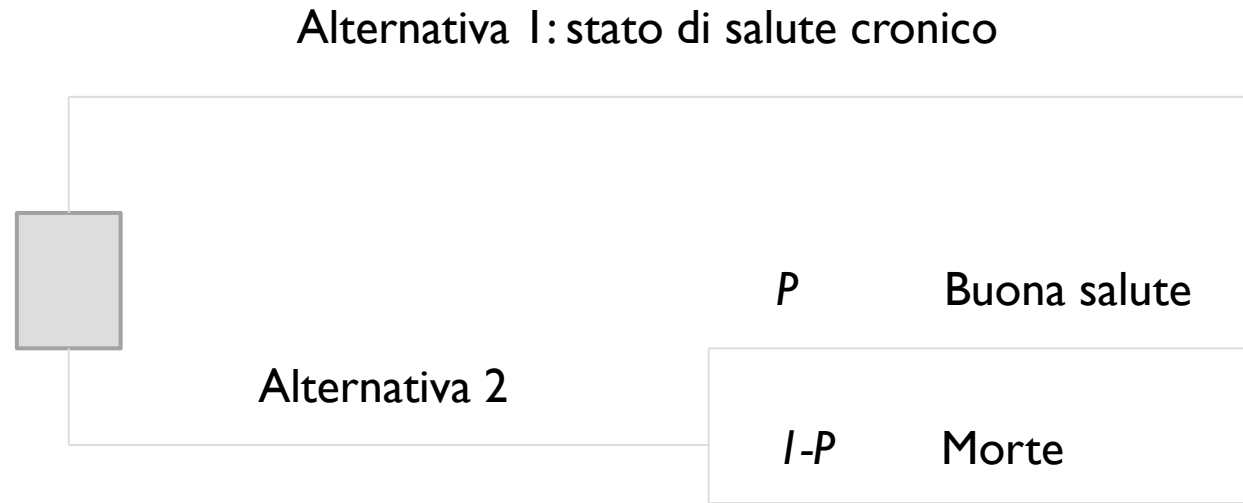 Alternativa 1: stato di salute cronico
P Buona salute
Alternativa 2
1-P Morte